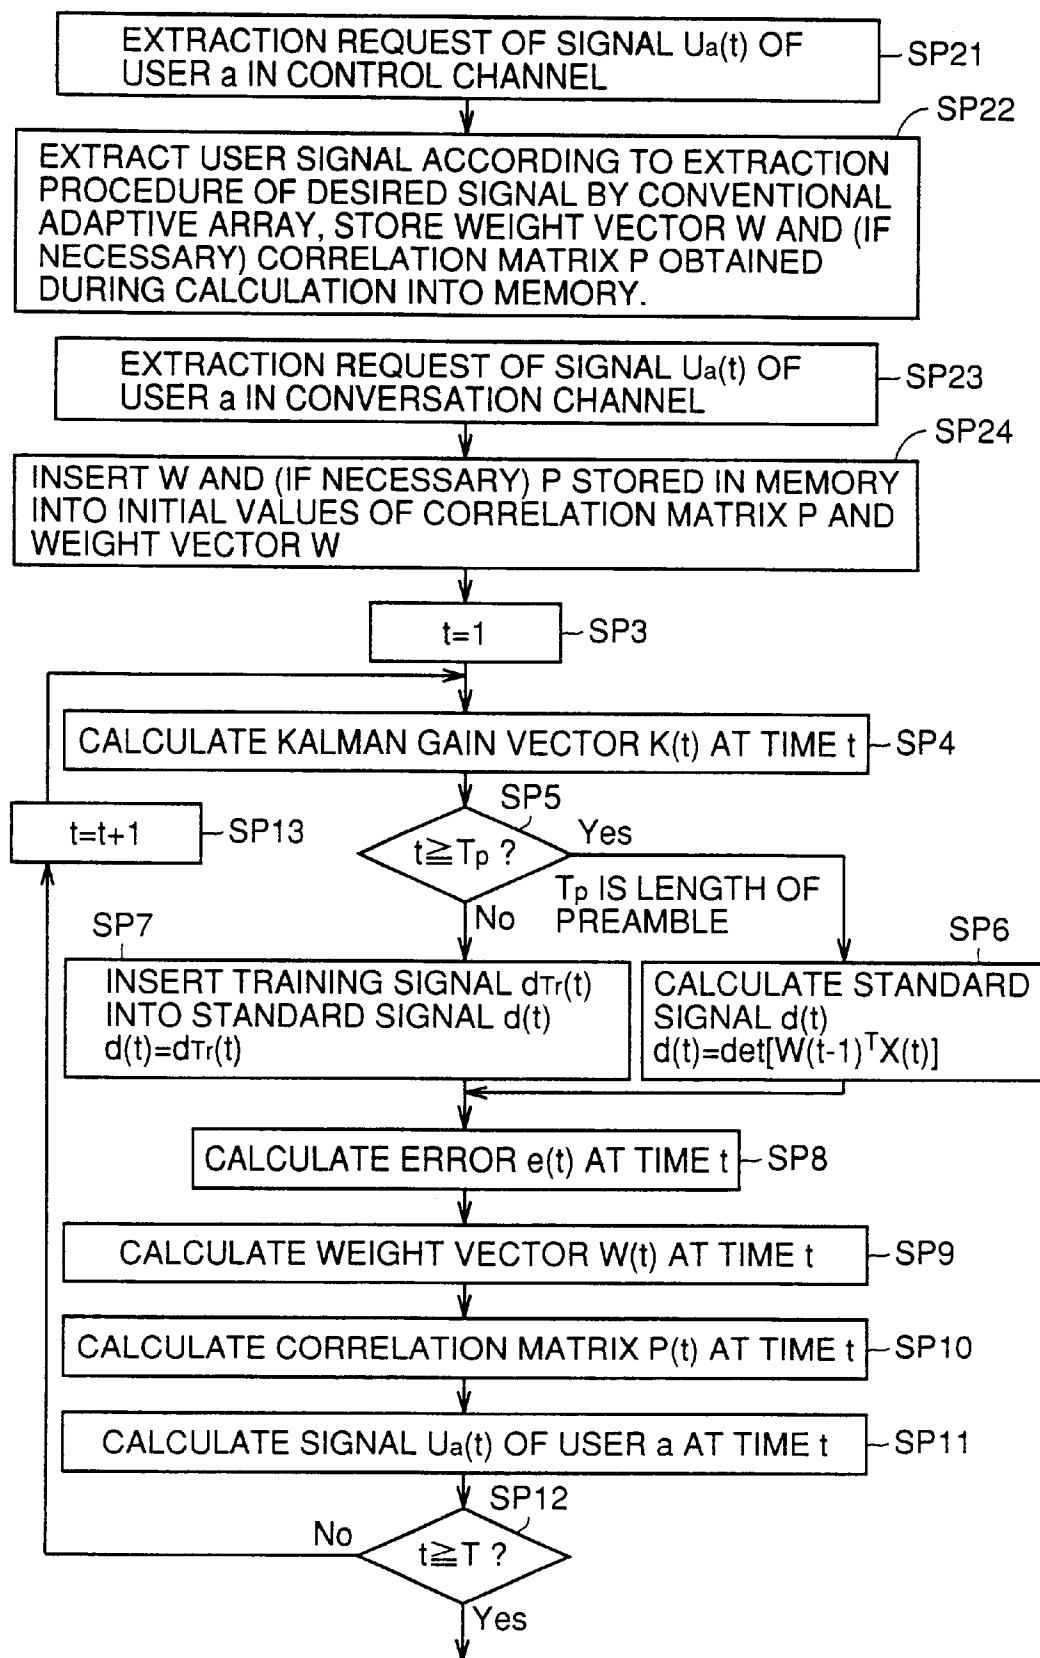 EXTRACTION REQUEST OF SIGNAL Ua(t) OF
USER a IN CONTROL CHANNEL
SP21
SP22
EXTRACT USER SIGNAL ACCORDING TO EXTRACTION
PROCEDURE OF DESIRED SIGNAL BY CONVENTIONAL
ADAPTIVE ARRAY, STORE WEIGHT VECTOR W AND (IF
NECESSARY) CORRELATION MATRIX P OBTAINED
DURING CALCULATION INTO MEMORY.
EXTRACTION REQUEST OF SIGNAL Ua(t) OF
USER a IN CONVERSATION CHANNEL
SP23
SP24
INSERT W AND (IF NECESSARY) P STORED IN MEMORY
INTO INITIAL VALUES OF CORRELATION MATRIX P AND
WEIGHT VECTOR W
t=1
SP3
CALCULATE KALMAN GAIN VECTOR K(t) AT TIME t
SP4
SP5
t≧Tp ?
Yes
No
Tp IS LENGTH OF
PREAMBLE
t=t+1
SP13
SP7
INSERT TRAINING SIGNAL dTr(t)
INTO STANDARD SIGNAL d(t)
d(t)=dTr(t)
SP6
CALCULATE STANDARD
SIGNAL d(t)
d(t)=det[W(t-1)ᵀX(t)]
CALCULATE ERROR e(t) AT TIME t
SP8
CALCULATE WEIGHT VECTOR W(t) AT TIME t
SP9
CALCULATE CORRELATION MATRIX P(t) AT TIME t
SP10
CALCULATE SIGNAL Ua(t) OF USER a AT TIME t
SP11
SP12
No
t≧T ?
Yes